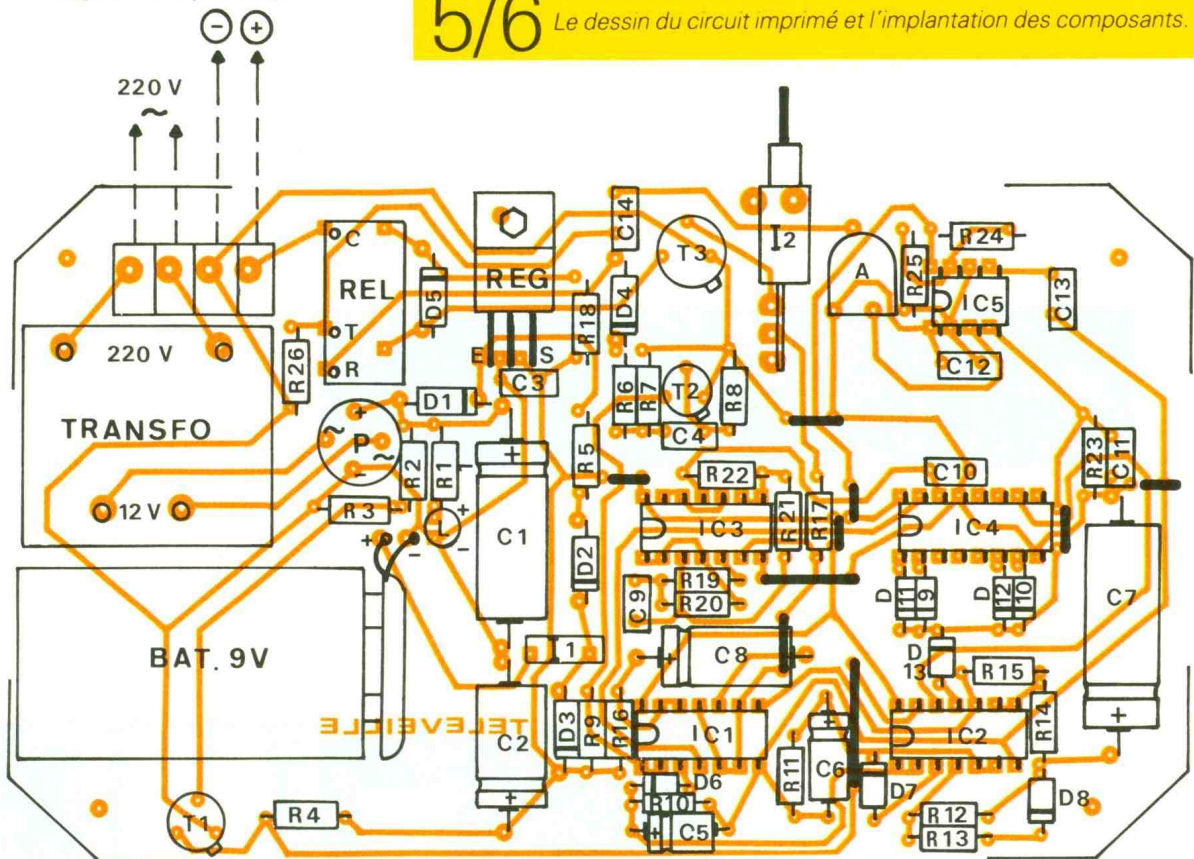 5/6 Le dessin du circuit imprimé et l'implantation des composants.
- +
220 V
~
C
REL
T
R
D5
REG
E S
C3
C14
D4
R18
T3
I2
A
R25
R24
IC5
C13
C12
220 V
TRANSFO
12 V
R26
~ + P ~ -
D1
R2
R1
R3
L
+
-
+ -
C1
+
R5
D2
R6
R7
T2
R8
C4
R22
IC3
R21
R17
C10
IC4
R23
C11
R19
R20
C9
D 11
9
D 12
10
C7
+
BAT. 9V
I1
C8
+
D 13
R15
R14
TELEVEILLE
C2
+
D3
R9
R16
IC1
D6
R10
C5
+
R11
C6
+
D7
IC2
R12
R13
D8
T1
R4